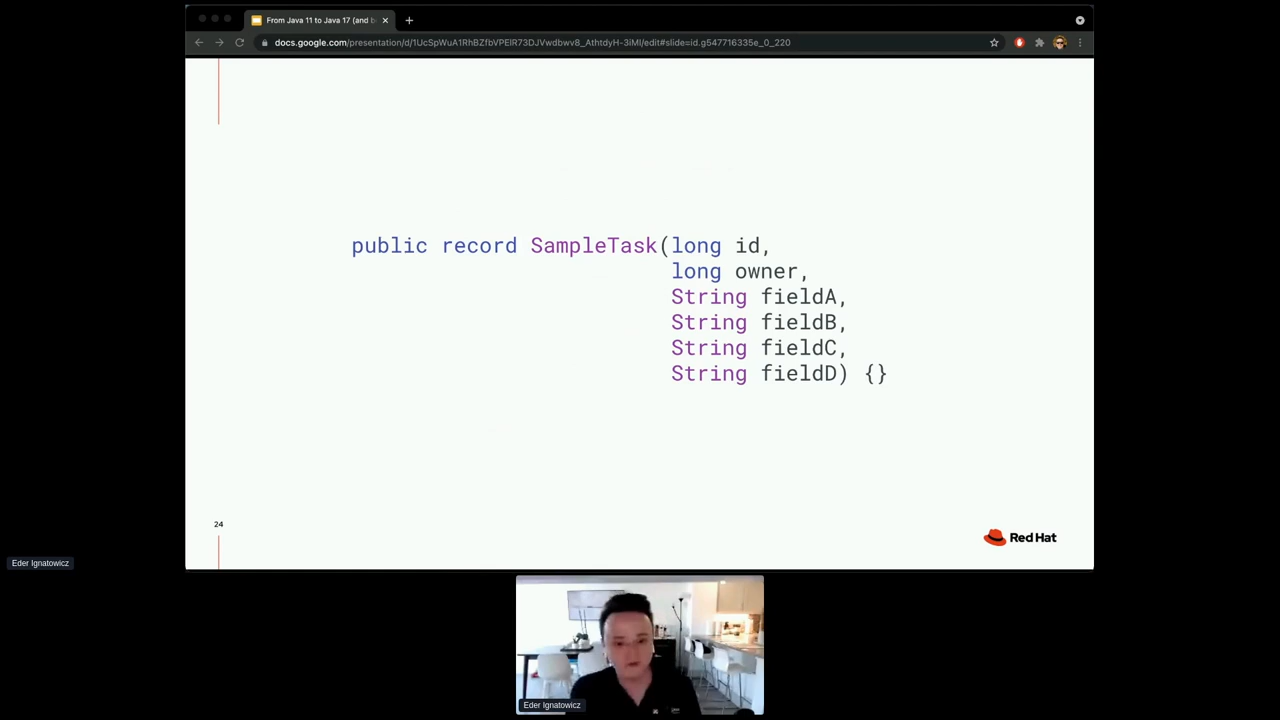 From Java 11 to Java 17 (and b
docs.google.com/presentation/d/1UcSpWuA1RhBZfbVPElR73DJVwdbwv8_AthtdyH-3iMI/edit#slide=id.g547716335e_0_220
public record SampleTask(long id,
long owner,
String fieldA,
String fieldB,
String fieldC,
String fieldD) {}
24
Red Hat
Eder Ignatowicz
Eder Ignatowicz